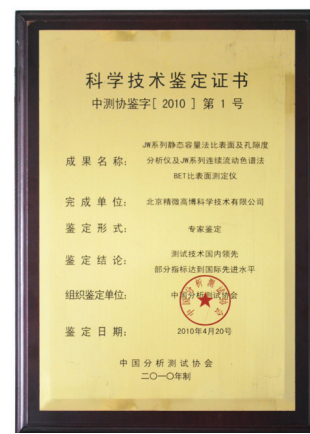 科学技术鉴定证书
中测协鉴字[ 2010 ] 第 1 号
成果名称: JW系列静态容量法比表面及孔隙度
分析仪及JW系列连续流动色谱法
BET比表面测定仪
完成单位: 北京精微高博科学技术有限公司
鉴定形式: 专家鉴定
鉴定结论: 测试技术国内领先
部分指标达到国际先进水平
组织鉴定单位: 中国分析测试协会
鉴定日期: 2010年4月20号
中国分析测试协会
二〇一〇年制